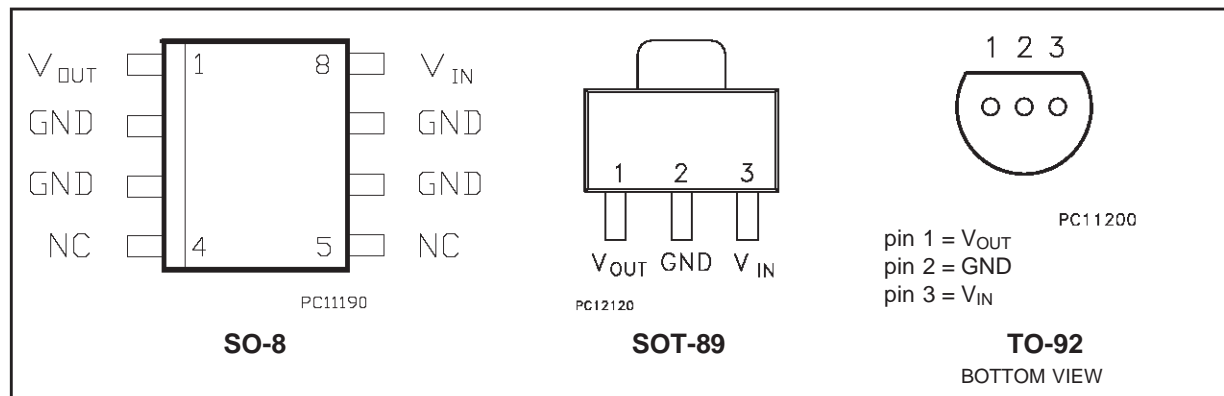 V OUT 1 8 V IN
GND GND
GND GND
NC 4 5 NC
PC11190
SO-8
1 2 3
V OUT GND V IN
PC12120
SOT-89
1 2 3
PC11200
pin 1 = VOUT
pin 2 = GND
pin 3 = VIN
TO-92
BOTTOM VIEW